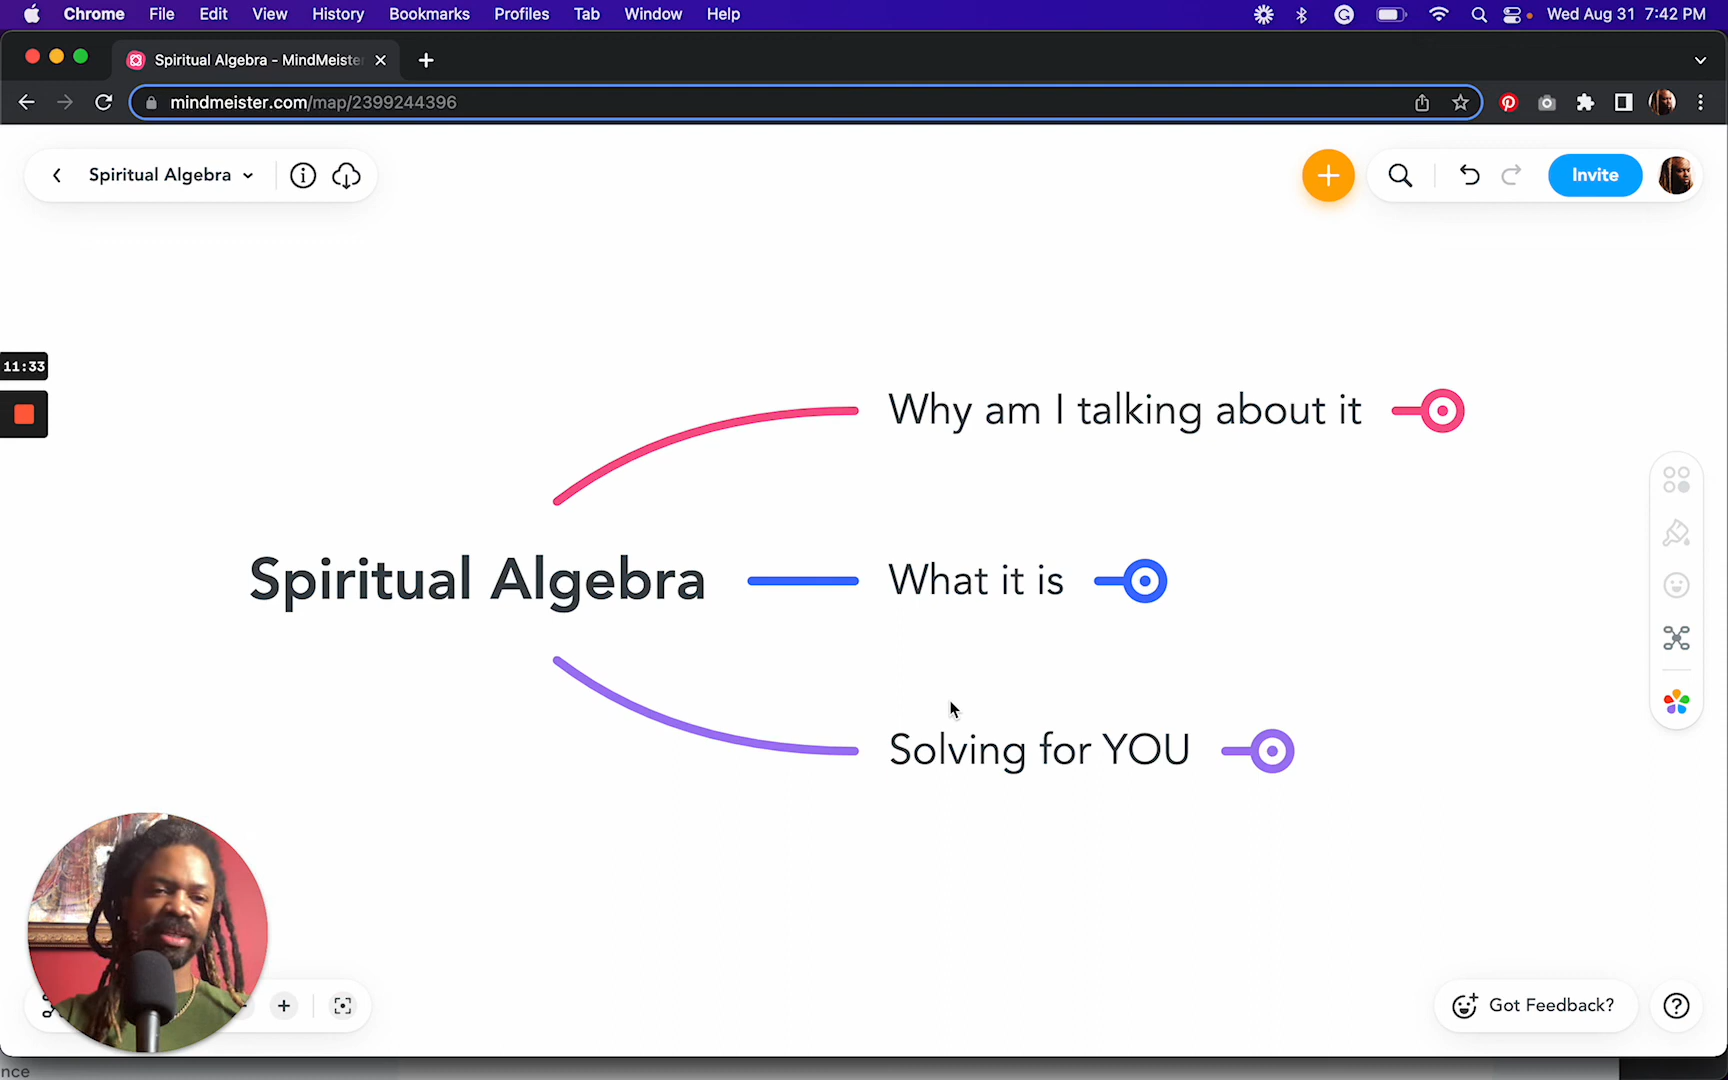 Chrome File Edit View History Bookmarks Profiles Tab Window Help Wed Aug 31 7:42 PM
Spiritual Algebra - MindMeister
mindmeister.com/map/2399244396
Spiritual Algebra
Invite
11:33
Why am I talking about it
Spiritual Algebra
What it is
Solving for YOU
Got Feedback?
nce